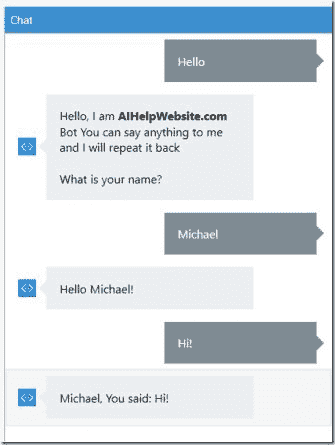 Chat
Hello
Hello, I am AIHelpWebsite.com
Bot You can say anything to me
and I will repeat it back
What is your name?
Michael
Hello Michael!
Hi!
Michael, You said: Hi!